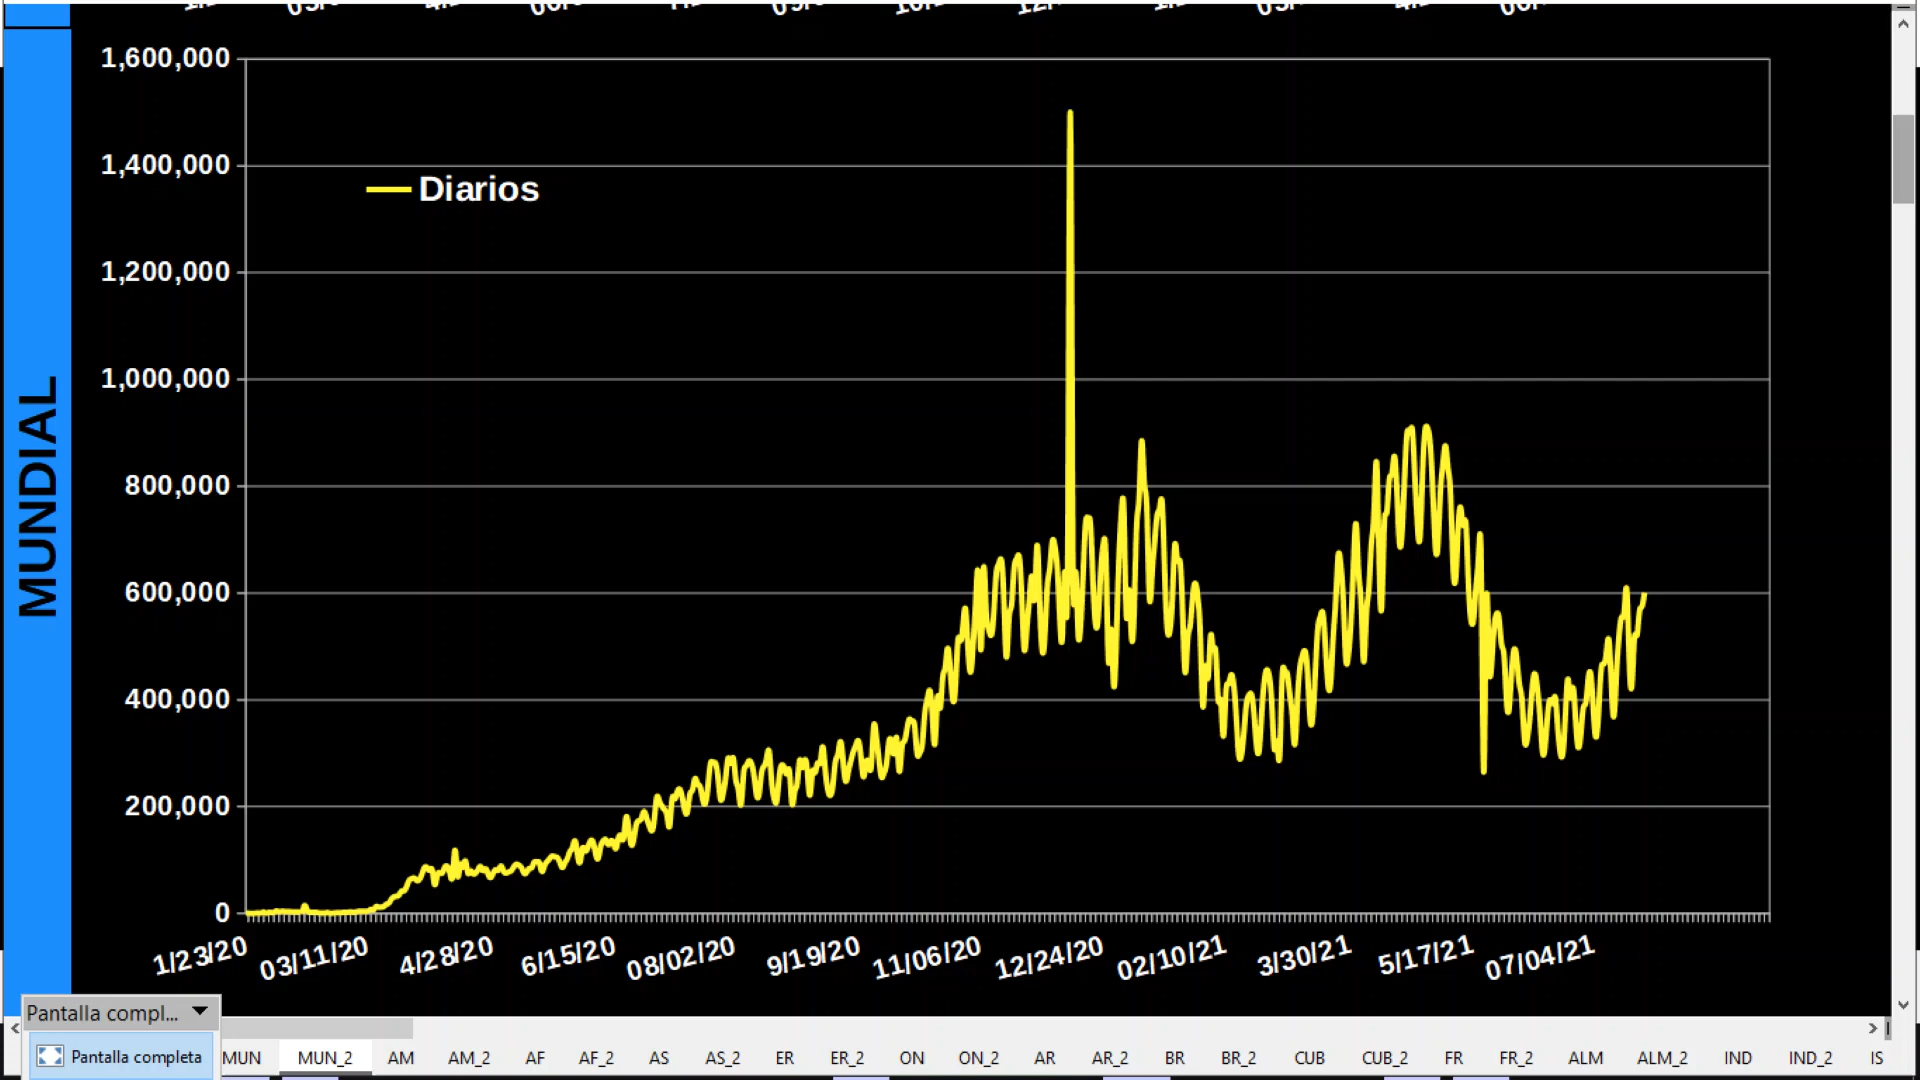 1,600,000
1,400,000
1,200,000
1,000,000
800,000
600,000
400,000
200,000
0
Diarios
MUNDIAL
1/23/20 03/11/20 4/28/20 6/15/20 08/02/20 9/19/20 11/06/20 12/24/20 02/10/21 3/30/21 5/17/21 07/04/21
Pantalla compl...
Pantalla completa
MUN MUN_2 AM AM_2 AF AF_2 AS AS_2 ER ER_2 ON ON_2 AR AR_2 BR BR_2 CUB CUB_2 FR FR_2 ALM ALM_2 IND IND_2 IS